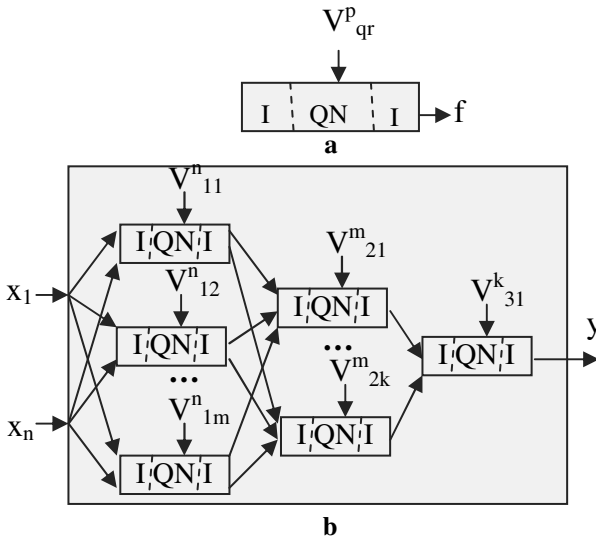 V^p_qr
I QN I f
a
V^n_11
I QN I
V^m_21
I QN I
x_1
V^n_12
I QN I
...
V^k_31
I QN I
y
...
V^m_2k
I QN I
x_n
V^n_1m
I QN I
b